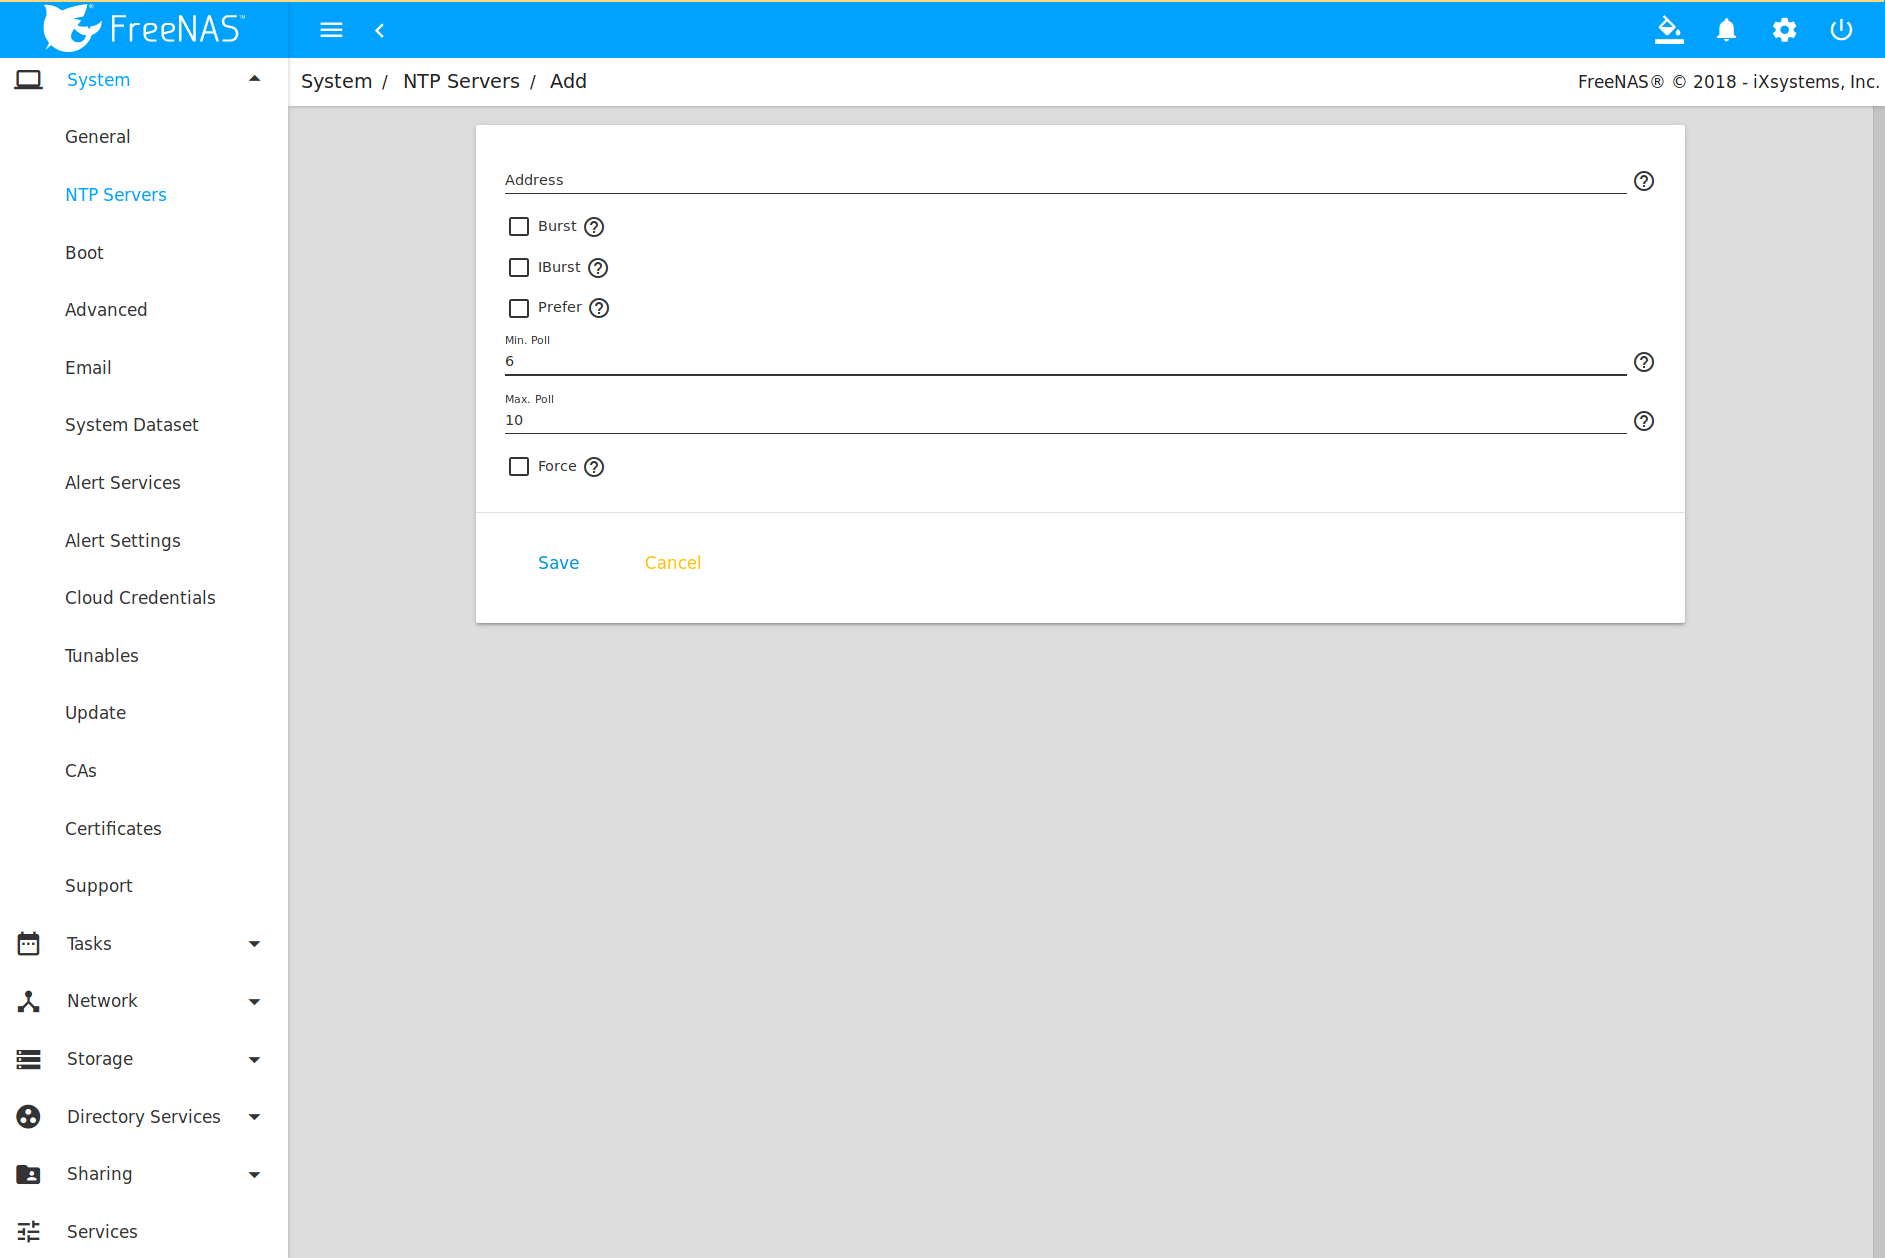 FreeNAS™
System
General
NTP Servers
Boot
Advanced
Email
System Dataset
Alert Services
Alert Settings
Cloud Credentials
Tunables
Update
CAs
Certificates
Support
Tasks
Network
Storage
Directory Services
Sharing
Services
System / NTP Servers / Add
FreeNAS® © 2018 - iXsystems, Inc.
Address
Burst
IBurst
Prefer
Min. Poll
6
Max. Poll
10
Force
Save Cancel